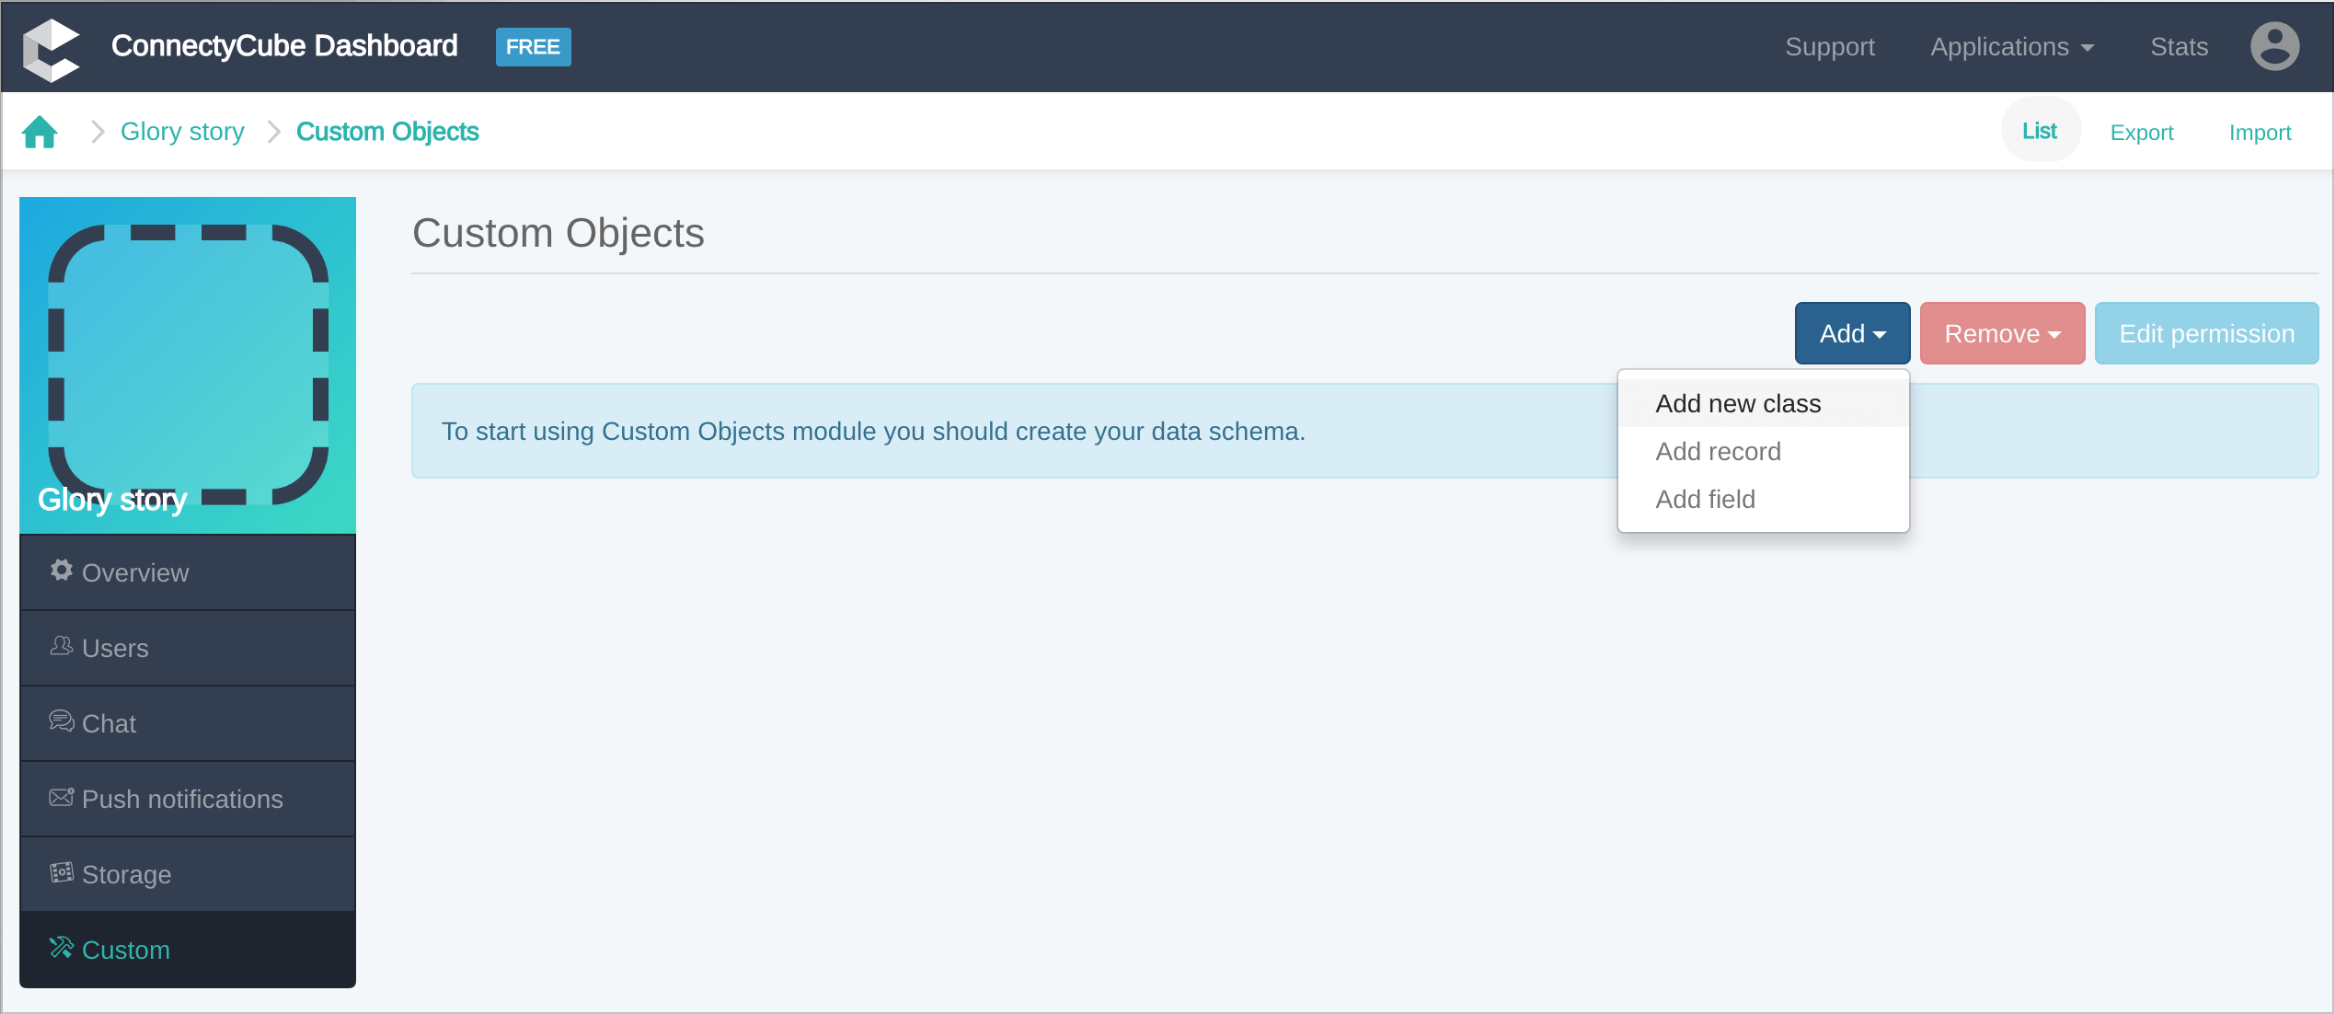 ConnectyCube Dashboard FREE Support Applications Stats
Glory story Custom Objects List Export Import
Custom Objects
Add Remove Edit permission
To start using Custom Objects module you should create your data schema.
Add new class
Add record
Add field
Glory story
Overview
Users
Chat
Push notifications
Storage
Custom